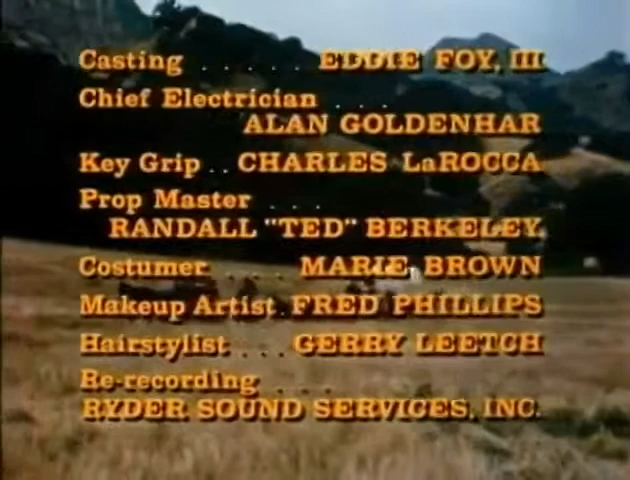 Casting . . . . . . EDDIE FOY, III
Chief Electrician . . .
ALAN GOLDENHAR
Key Grip . . CHARLES LaROCCA
Prop Master . . .
RANDALL "TED" BERKELEY
Costumer . . . . MARIE BROWN
Makeup Artist . FRED PHILLIPS
Hairstylist . . . GERRY LEETCH
Re-recording . . . .
RYDER SOUND SERVICES, INC.